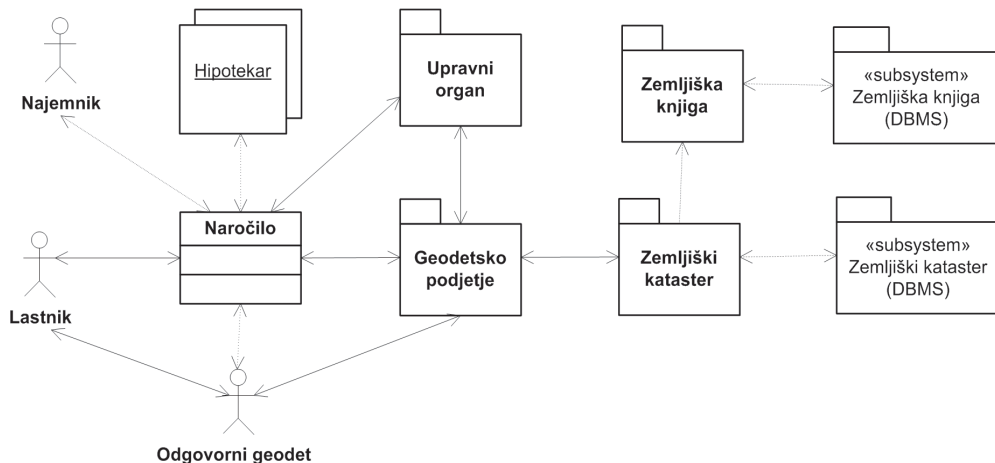 Najemnik
Hipotekar
Upravni
organ
Zemljiška
knjiga
«subsystem»
Zemljiška knjiga
(DBMS)
Naročilo
Lastnik
Geodetsko
podjetje
Zemljiški
kataster
«subsystem»
Zemljiški kataster
(DBMS)
Odgovorni geodet